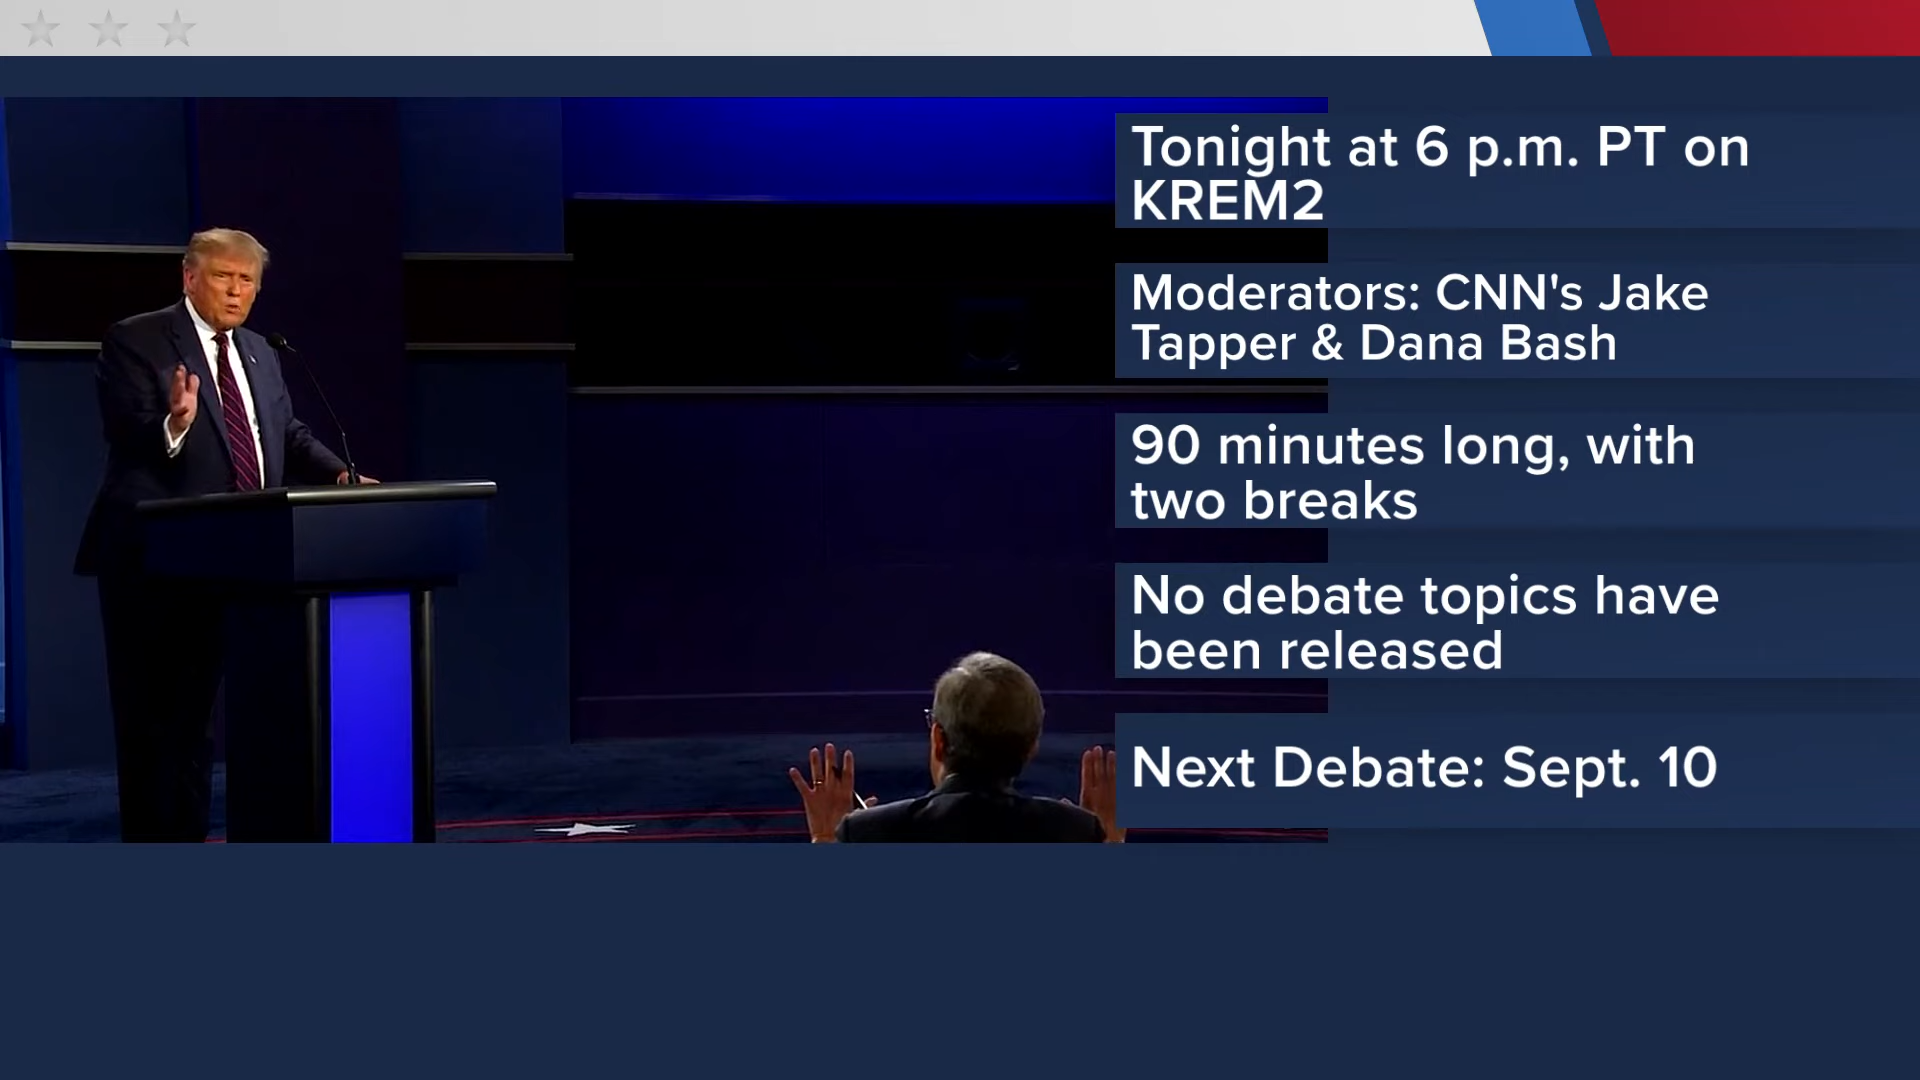 Tonight at 6 p.m. PT on
KREM2
Moderators: CNN's Jake
Tapper & Dana Bash
90 minutes long, with
two breaks
No debate topics have
been released
Next Debate: Sept. 10